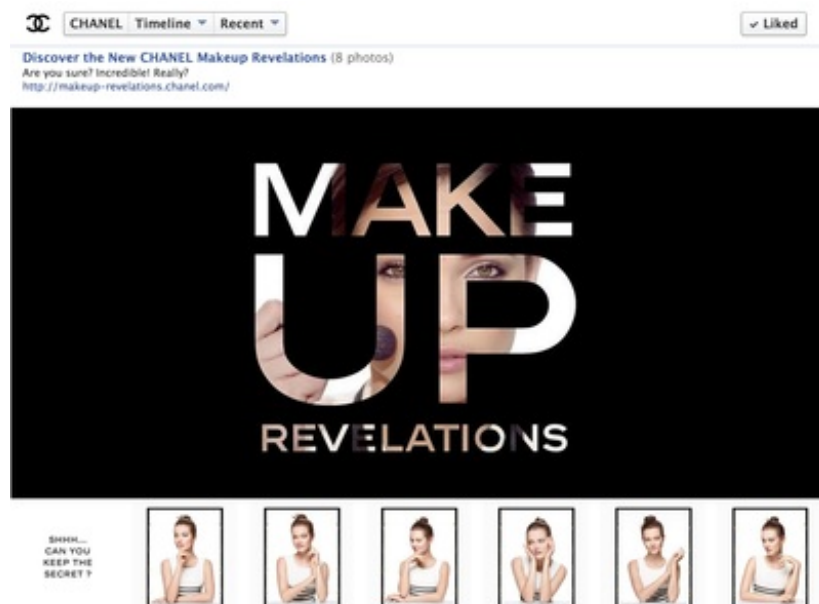 CHANEL Timeline Recent Liked
Discover the New CHANEL Makeup Revelations (8 photos)
Are you sure? Incredible! Really?
http://makeup-revelations.chanel.com/
MAKE
UP
REVELATIONS
SHHH...
CAN YOU
KEEP THE
SECRET ?